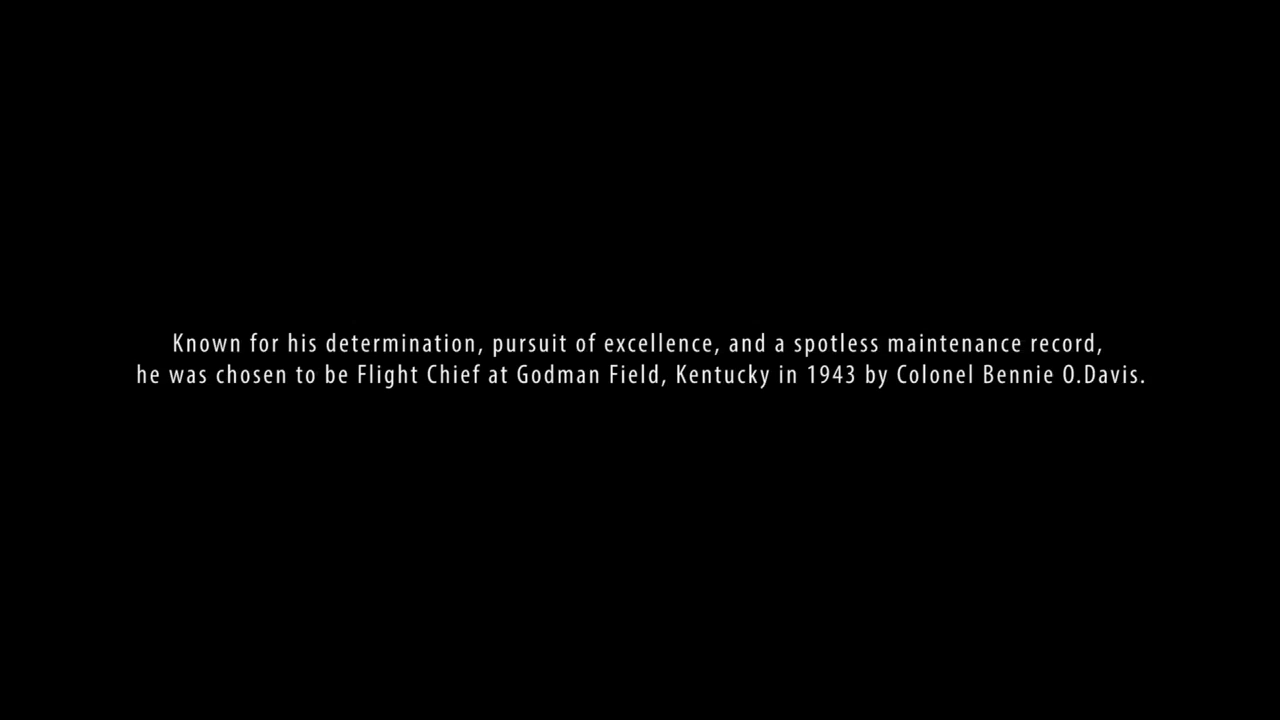 Known for his determination, pursuit of excellence, and a spotless maintenance record,
he was chosen to be Flight Chief at Godman Field, Kentucky in 1943 by Colonel Bennie O.Davis.